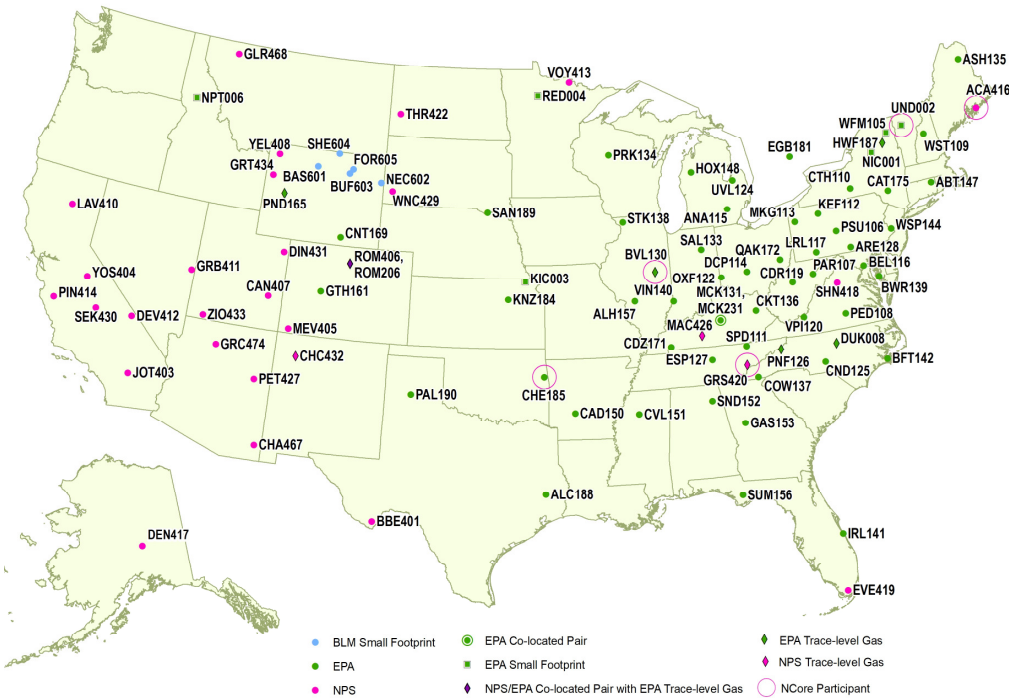 GLR468
VOY413
ASH135
NPT006
RED004
ACA416
UND002
THR422
WFM105
HWF187
WST109
EGB181
NIC001
YEL408
SHE604
GRT434
BAS601
FOR605
PRK134
HOX148
CTH110
CAT175
ABT147
BUF603
NEC602
UVL124
LAV410
PND165
WNC429
SAN189
ANA115
MKG113
KEF112
STK138
PSU106
WSP144
CNT169
SAL133
QAK172
LRL117
ARE128
DIN431
ROM406,
ROM206
BVL130
DCP114
BEL116
YOS404
GRB411
KIC003
OXF122
CDR119
PAR107
BWR139
PIN414
CAN407
GTH161
KNZ184
VIN140
MCK131,
MCK231
CKT136
SHN418
SEK430
DEV412
ZIO433
ALH157
PED108
MEV405
MAC426
VPI120
GRC474
CHC432
CDZ171
SPD111
DUK008
ESP127
PNF126
BFT142
JOT403
PET427
CHE185
GRS420
CND125
COW137
PAL190
CAD150
CVL151
SND152
GAS153
CHA467
ALC188
SUM156
BBE401
DEN417
IRL141
EVE419
BLM Small Footprint
EPA
NPS
EPA Co-located Pair
EPA Small Footprint
NPS/EPA Co-located Pair with EPA Trace-level Gas
EPA Trace-level Gas
NPS Trace-level Gas
NCore Participant